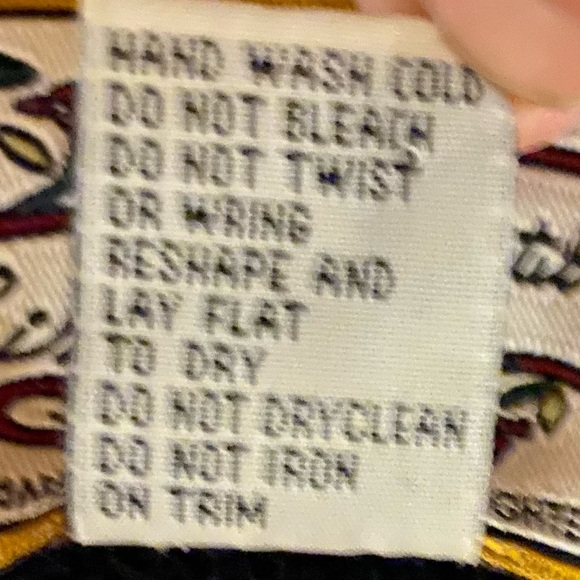 HAND WASH COLD
DO NOT BLEACH
DO NOT TWIST
OR WRING
RESHAPE AND
LAY FLAT
TO DRY
DO NOT DRYCLEAN
DO NOT IRON
ON TRIM